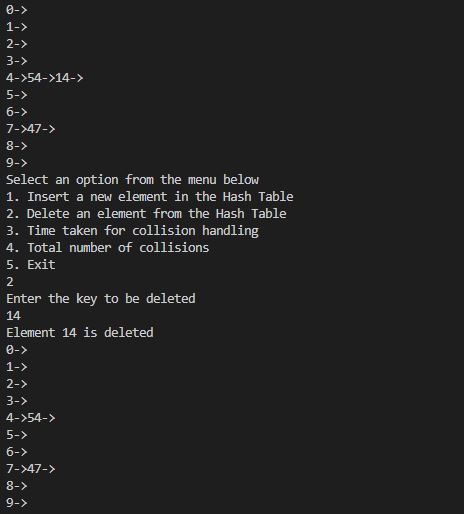 0->
1->
2->
3->
4->54->14->
5->
6->
7->47->
8->
9->
Select an option from the menu below
1. Insert a new element in the Hash Table
2. Delete an element from the Hash Table
3. Time taken for collision handling
4. Total number of collisions
5. Exit
2
Enter the key to be deleted
14
Element 14 is deleted
0->
1->
2->
3->
4->54->
5->
6->
7->47->
8->
9->